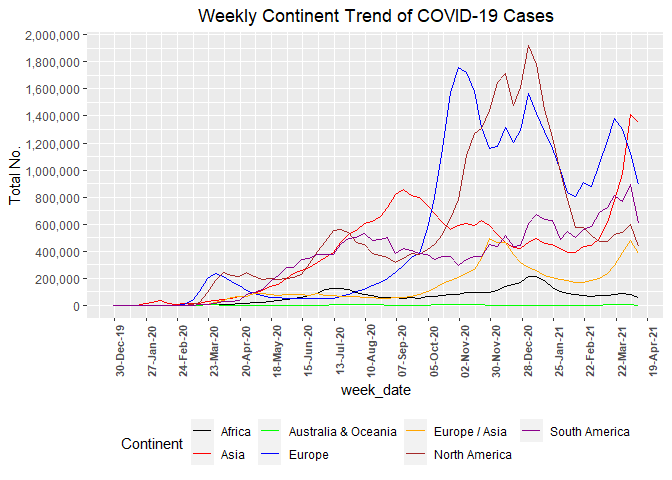 Weekly Continent Trend of COVID-19 Cases
2,000,000
1,800,000
1,600,000
1,400,000
1,200,000
1,000,000
800,000
600,000
400,000
200,000
0
Total No.
30-Dec-19
27-Jan-20
24-Feb-20
23-Mar-20
20-Apr-20
18-May-20
15-Jun-20
13-Jul-20
10-Aug-20
07-Sep-20
05-Oct-20
02-Nov-20
30-Nov-20
28-Dec-20
25-Jan-21
22-Feb-21
22-Mar-21
19-Apr-21
week_date
Continent
Africa
Australia & Oceania
Europe / Asia
South America
Asia
Europe
North America